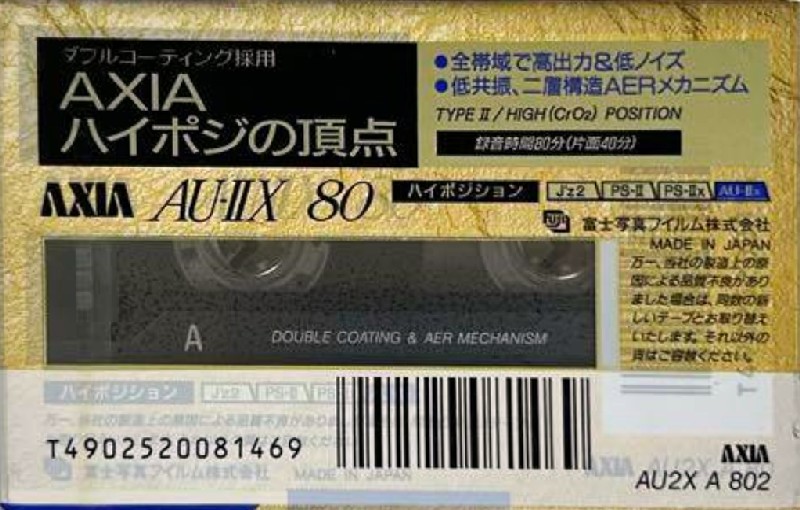 ダブルコーティング採用
AXIA
ハイポジの頂点
●全帯域で高出力&低ノイズ
●低共振、二層構造AERメカニズム
TYPE II/HIGH(CrO2) POSITION
録音時間80分(片面40分)
AXIA AU-IIX 80 ハイポジション J'z2 PS-II PS-IIx AU-IIx
富士写真フイルム株式会社
MADE IN JAPAN
万一、当社の製造上の原
因による品質不良があり
ました場合は、同数の新
しいテープとお取り替え
いたします。それ以外の
責はご容赦ください。
A DOUBLE COATING & AER MECHANISM
ハイポジション J'z2 PS-II
T4902520081469
富士写真フイルム株式会社 MADE IN JAPAN
AXIA
AU2X A 802